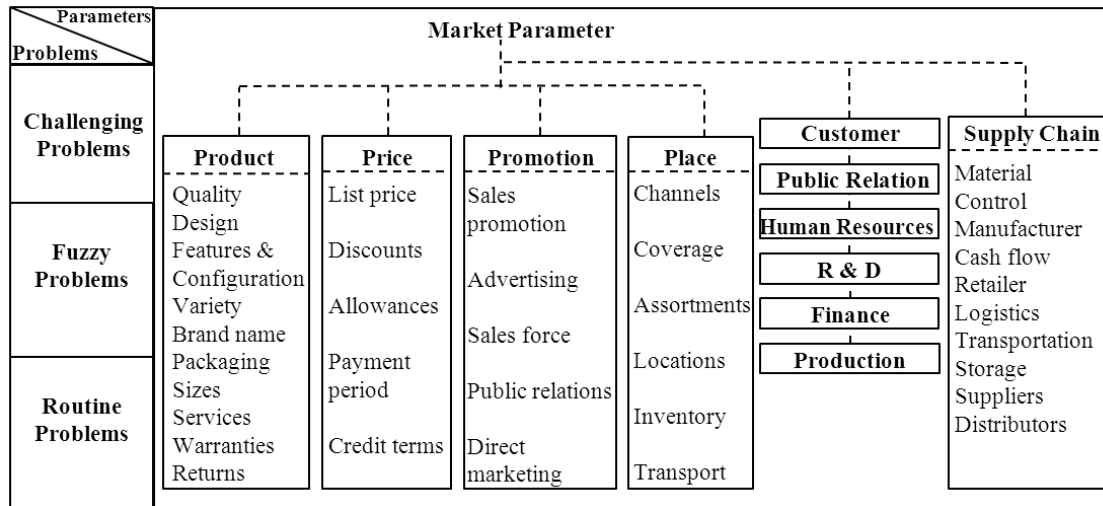 Parameters
Problems
Market Parameter
Challenging
Problems
Fuzzy
Problems
Routine
Problems
Product
Quality
Design
Features &
Configuration
Variety
Brand name
Packaging
Sizes
Services
Warranties
Returns
Price
List price
Discounts
Allowances
Payment
period
Credit terms
Promotion
Sales
promotion
Advertising
Sales force
Public relations
Direct
marketing
Place
Channels
Coverage
Assortments
Locations
Inventory
Transport
Customer
Public Relation
Human Resources
R & D
Finance
Production
Supply Chain
Material
Control
Manufacturer
Cash flow
Retailer
Logistics
Transportation
Storage
Suppliers
Distributors